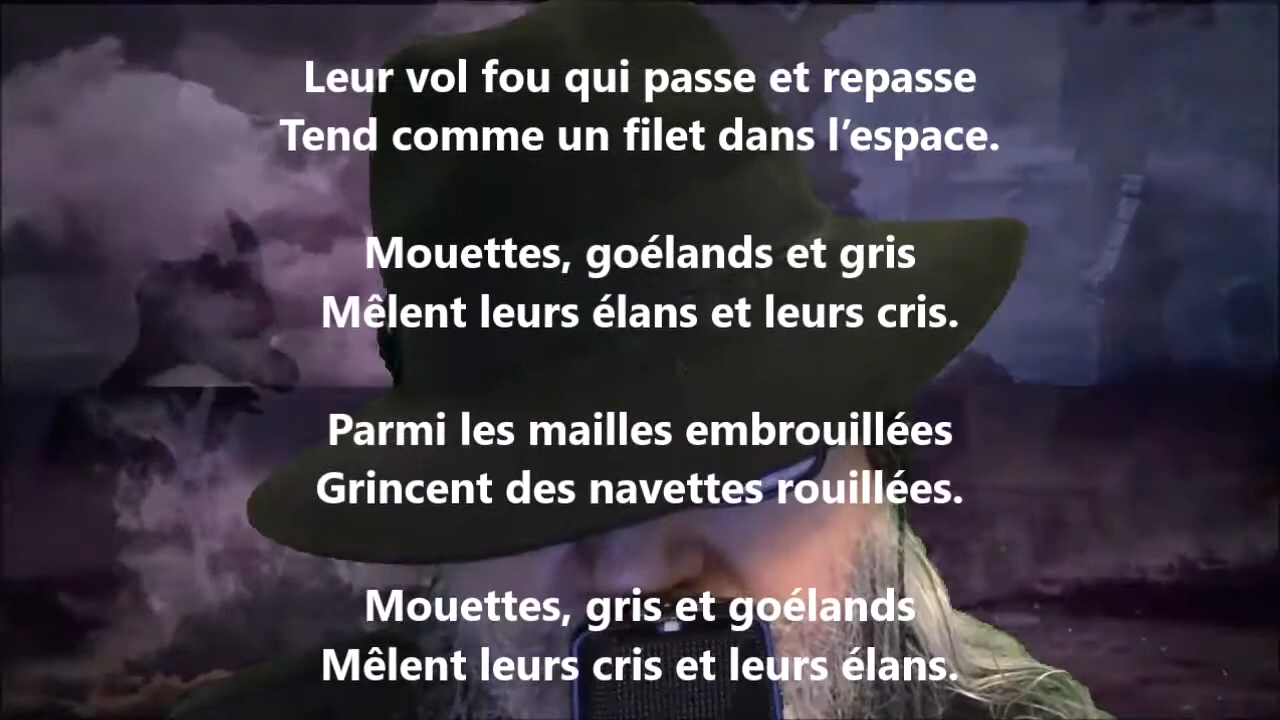 Leur vol fou qui passe et repasse
Tend comme un filet dans l’espace.
Mouettes, goélands et gris
Mêlent leurs élans et leurs cris.
Parmi les mailles embrouillées
Grincent des navettes rouillées.
Mouettes, gris et goélands
Mêlent leurs cris et leurs élans.